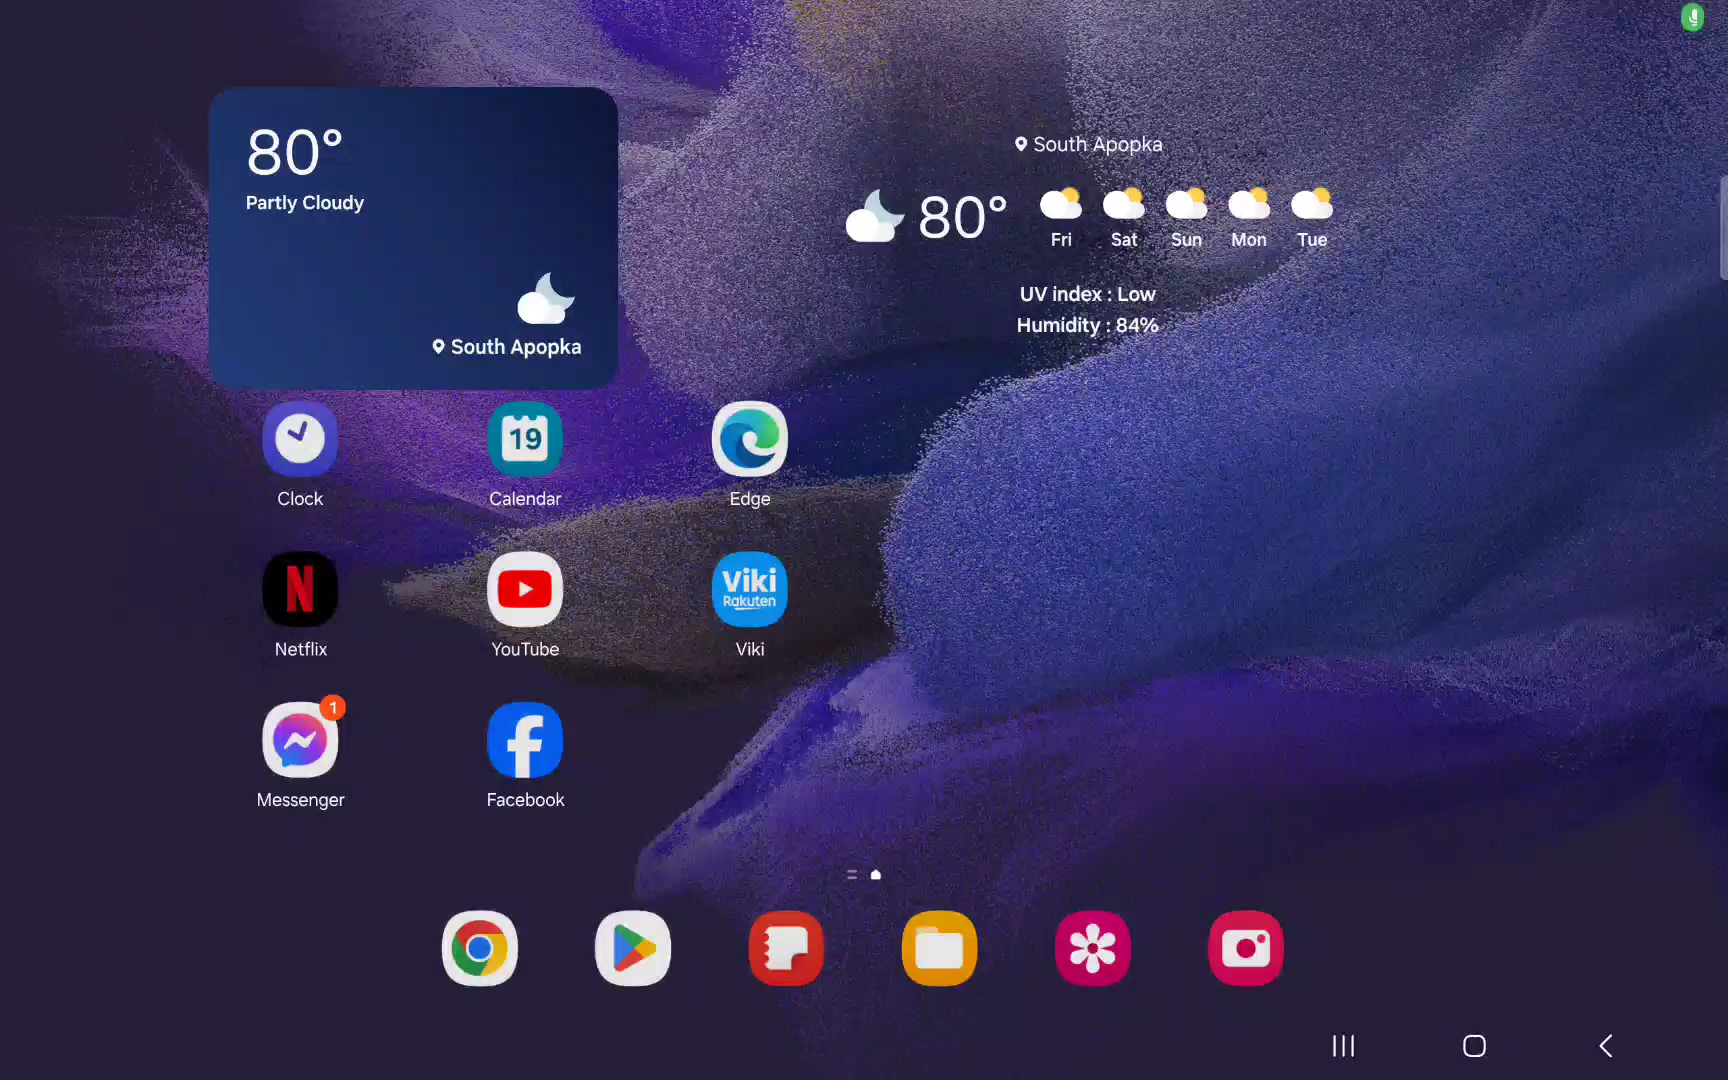 80°
Partly Cloudy
South Apopka
South Apopka
80°
Fri Sat Sun Mon Tue
UV index : Low
Humidity : 84%
19
Clock Calendar Edge
N
Viki
Rakuten
Netflix YouTube Viki
1
f
Messenger Facebook